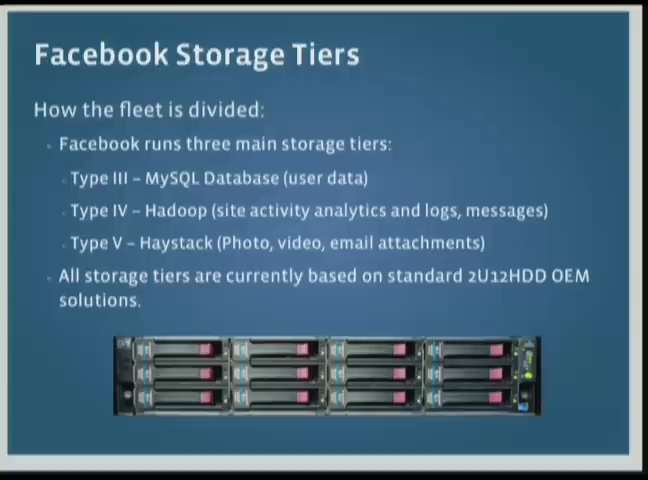 Facebook Storage Tiers
How the fleet is divided:
Facebook runs three main storage tiers:
Type III – MySQL Database (user data)
Type IV – Hadoop (site activity analytics and logs, messages)
Type V – Haystack (Photo, video, email attachments)
All storage tiers are currently based on standard 2U12HDD OEM
solutions.